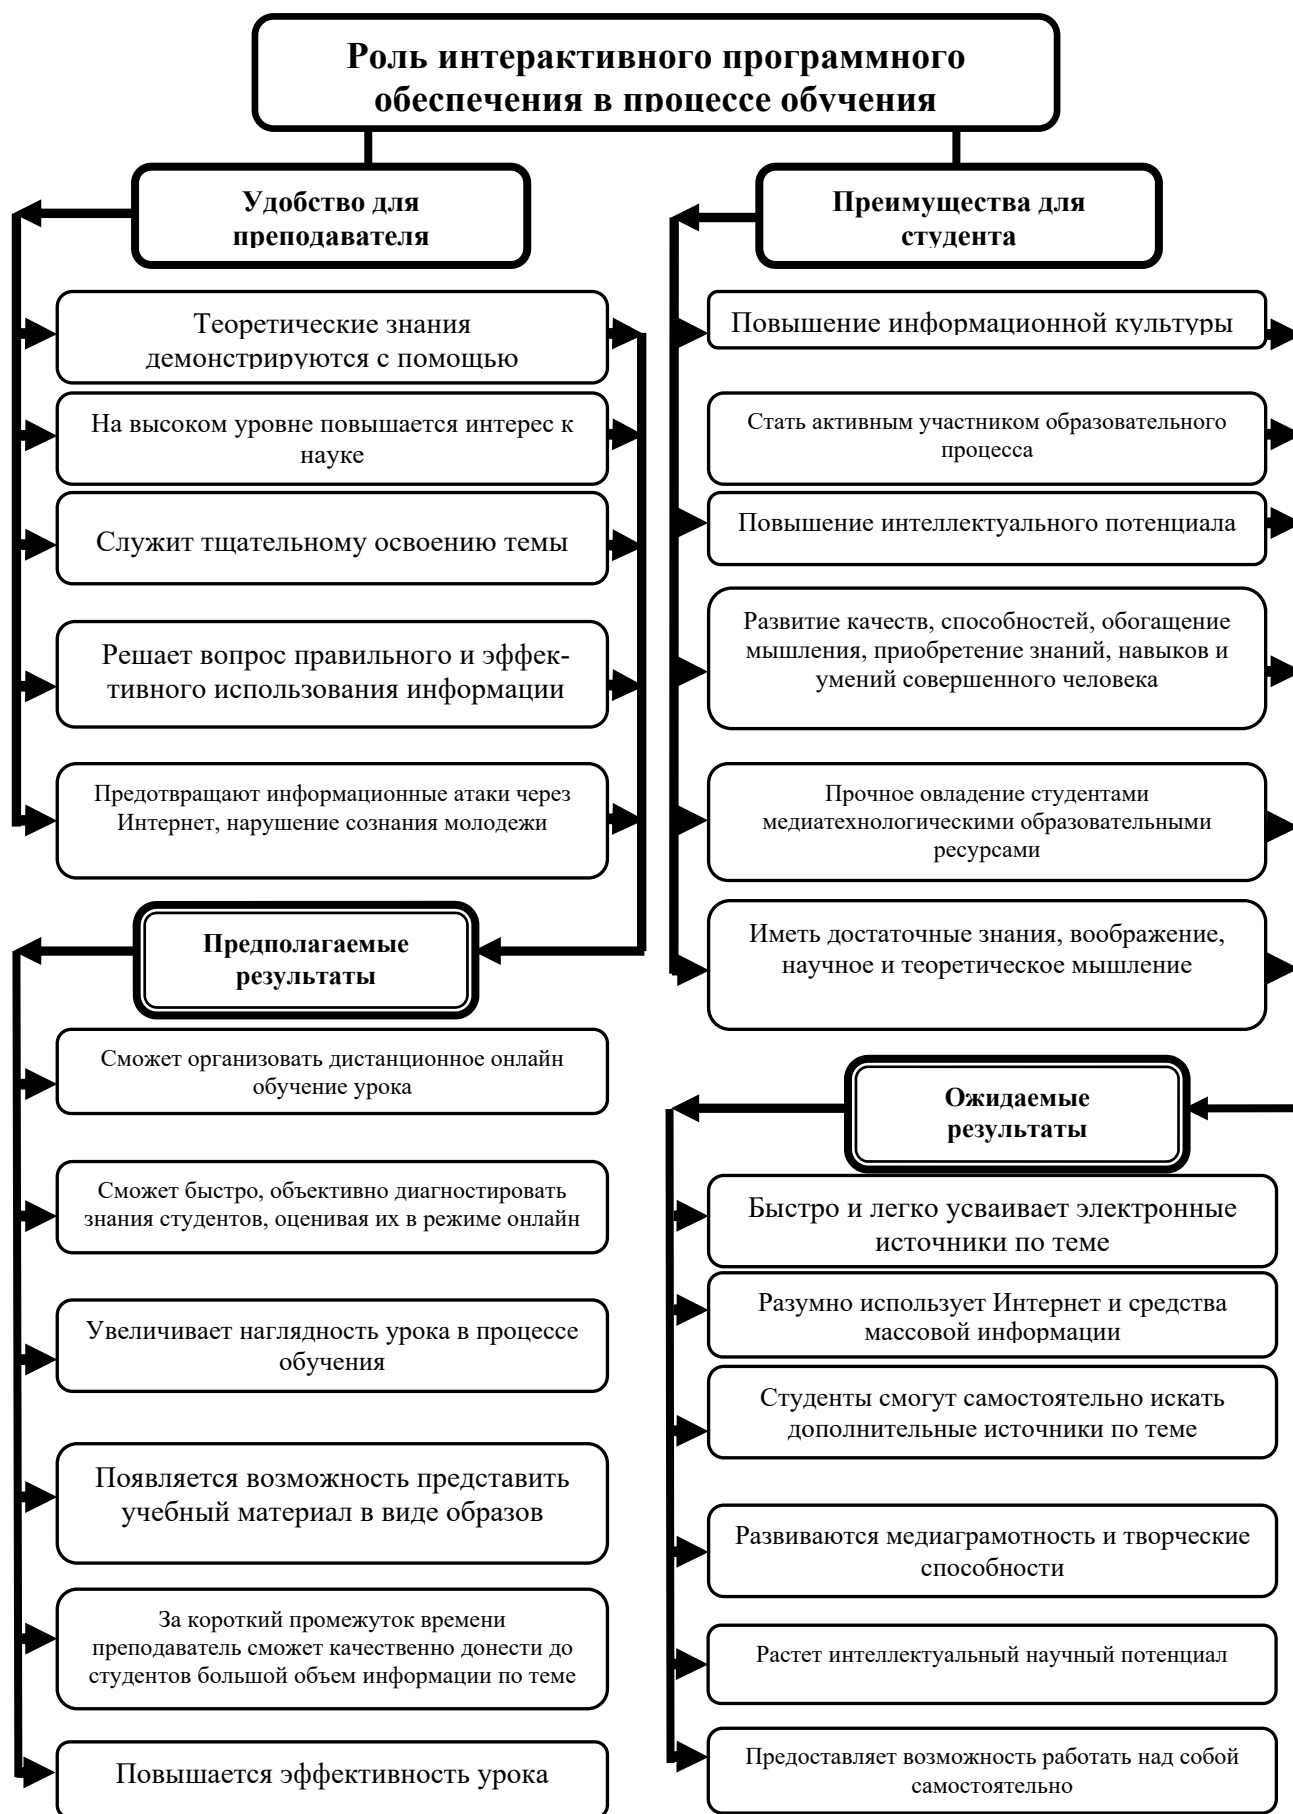 Роль интерактивного программного
обеспечения в процессе обучения
Удобство для
преподавателя
Теоретические знания
демонстрируются с помощью
На высоком уровне повышается интерес к
науке
Служит тщательному освоению темы
Решает вопрос правильного и эффек-
тивного использования информации
Предотвращают информационные атаки через
Интернет, нарушение сознания молодежи
Предполагаемые
результаты
Сможет организовать дистанционное онлайн
обучение урока
Сможет быстро, объективно диагностировать
знания студентов, оценивая их в режиме онлайн
Увеличивает наглядность урока в процессе
обучения
Появляется возможность представить
учебный материал в виде образов
За короткий промежуток времени
преподаватель сможет качественно донести до
студентов большой объем информации по теме
Повышается эффективность урока
Преимущества для
студента
Повышение информационной культуры
Стать активным участником образовательного
процесса
Повышение интеллектуального потенциала
Развитие качеств, способностей, обогащение
мышления, приобретение знаний, навыков и
умений совершенного человека
Прочное овладение студентами
медиатехнологическими образовательными
ресурсами
Иметь достаточные знания, воображение,
научное и теоретическое мышление
Ожидаемые
результаты
Быстро и легко усваивает электронные
источники по теме
Разумно использует Интернет и средства
массовой информации
Студенты смогут самостоятельно искать
дополнительные источники по теме
Развиваются медиаграмотность и творческие
способности
Растет интеллектуальный научный потенциал
Предоставляет возможность работать над собой
самостоятельно